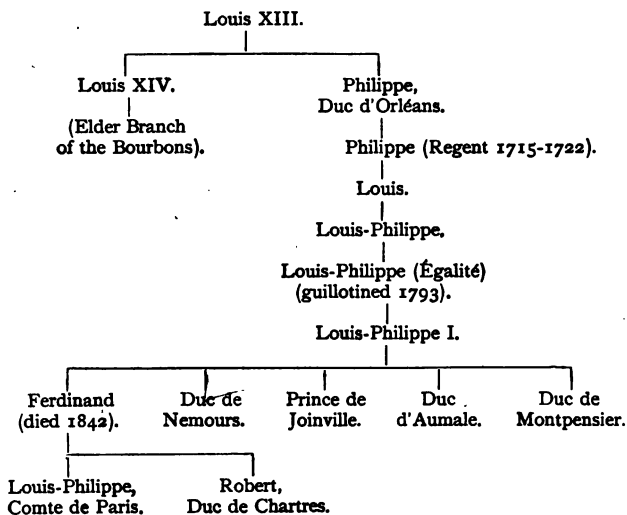 Louis XIII.
Louis XIV.
(Elder Branch
of the Bourbons).
Philippe,
Duc d'Orléans.
Philippe (Regent 1715-1722).
Louis.
Louis-Philippe.
Louis-Philippe (Égalité)
(guillotined 1793).
Louis-Philippe I.
Ferdinand
(died 1842).
Duc de
Nemours.
Prince de
Joinville.
Duc
d'Aumale.
Duc de
Montpensier.
Louis-Philippe,
Comte de Paris.
Robert,
Duc de Chartres.